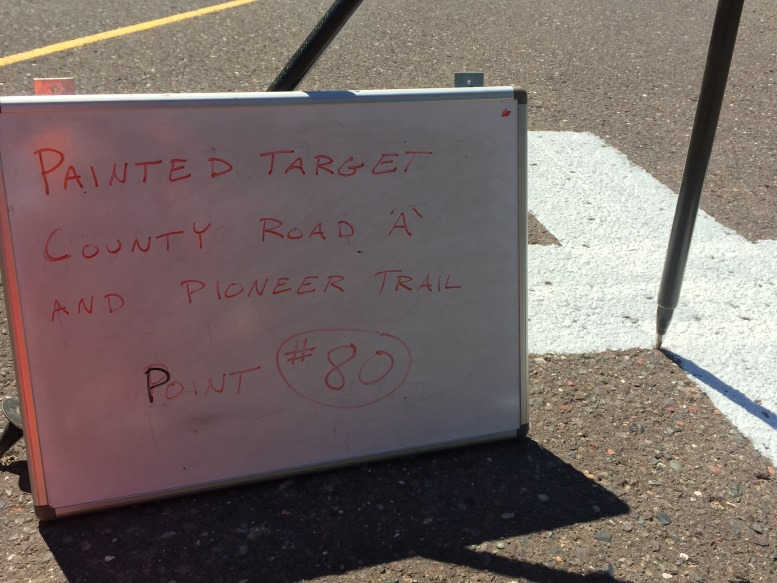 PAINTED TARGET
COUNTY ROAD "A"
AND PIONEER TRAIL
POINT #80